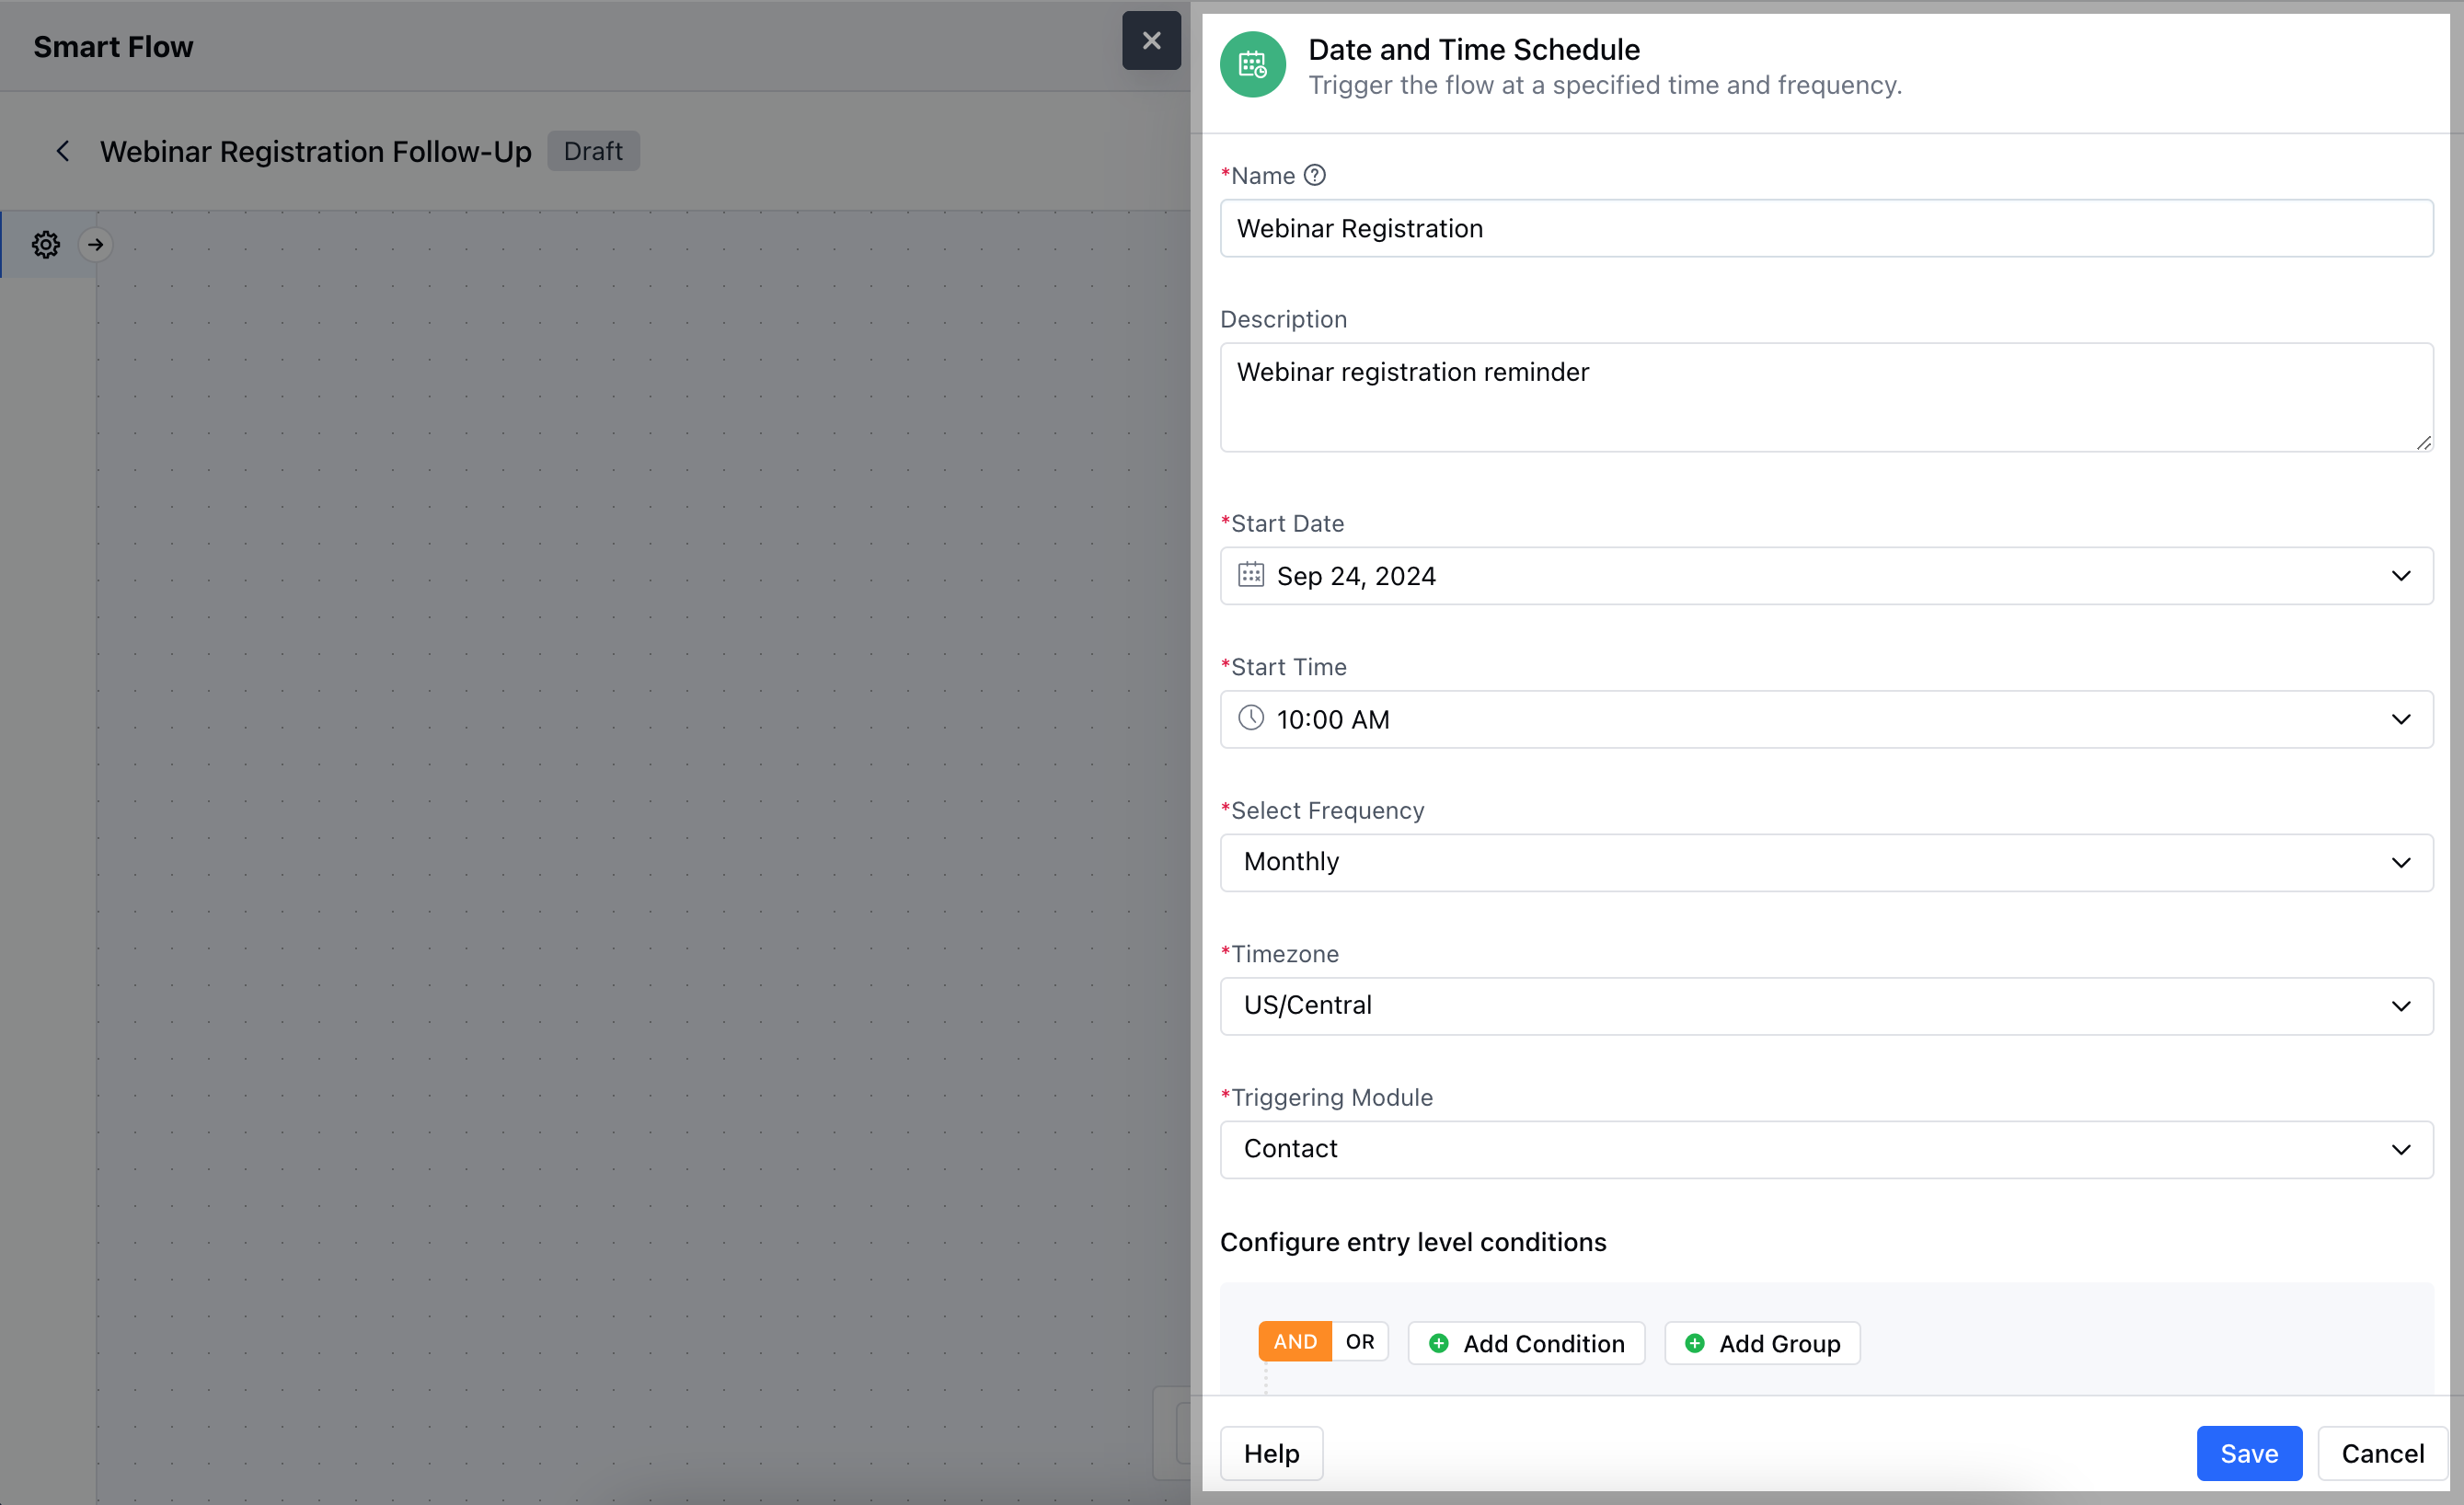 Smart Flow
Webinar Registration Follow-Up Draft
Date and Time Schedule
Trigger the flow at a specified time and frequency.
*Name
Webinar Registration
Description
Webinar registration reminder
*Start Date
Sep 24, 2024
*Start Time
10:00 AM
*Select Frequency
Monthly
*Timezone
US/Central
*Triggering Module
Contact
Configure entry level conditions
AND OR Add Condition Add Group
Help Save Cancel